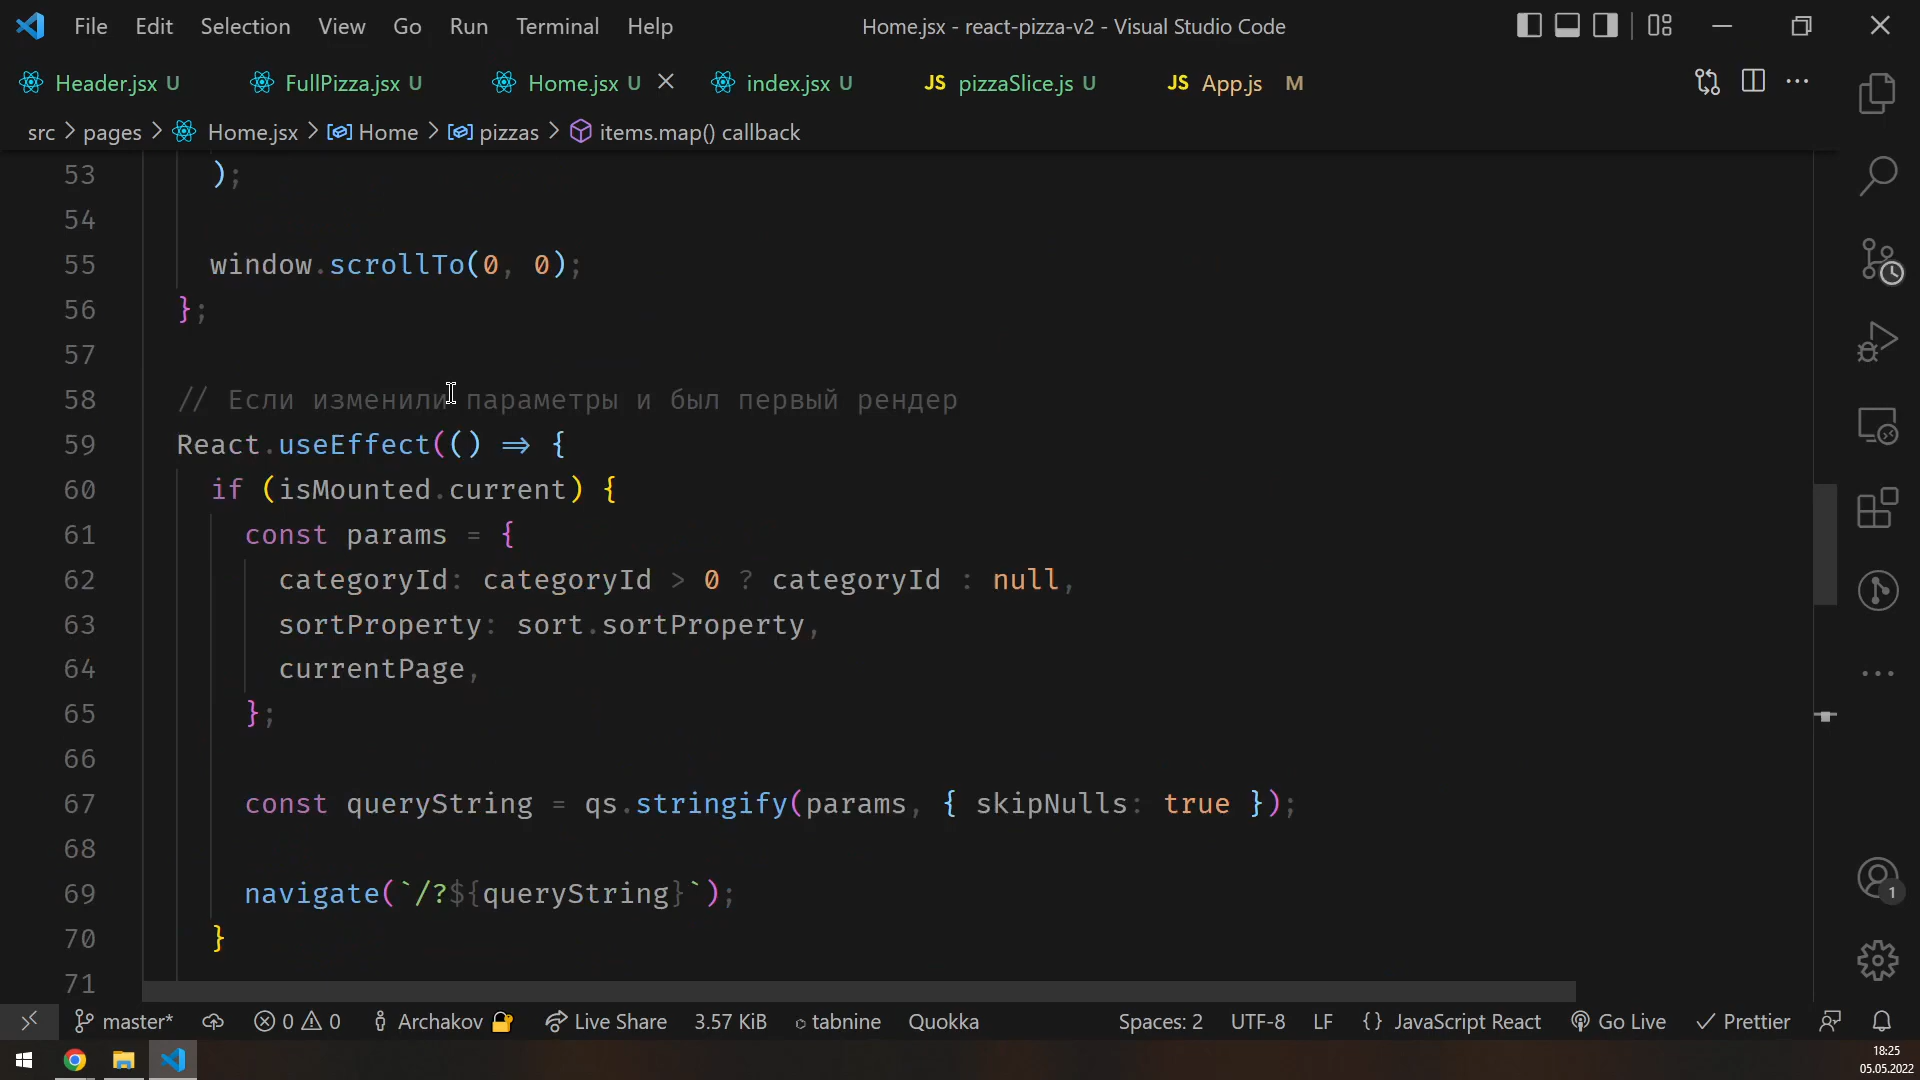 File Edit Selection View Go Run Terminal Help Home.jsx - react-pizza-v2 - Visual Studio Code
Header.jsx U FullPizza.jsx U Home.jsx U index.jsx U JS pizzaSlice.js U JS App.js M
src > pages > Home.jsx > Home > pizzas > items.map() callback
53 );
54
55 window.scrollTo(0, 0);
56 };
57
58 // Если изменили параметры и был первый рендер
59 React.useEffect(() => {
60 if (isMounted.current) {
61 const params = {
62 categoryId: categoryId > 0 ? categoryId : null,
63 sortProperty: sort.sortProperty,
64 currentPage,
65 };
66
67 const queryString = qs.stringify(params, { skipNulls: true });
68
69 navigate(`/?${queryString}`);
70 }
71
1
master* 0 0 Archakov 🔐 Live Share 3.57 KiB tabnine Quokka Spaces: 2 UTF-8 LF {} JavaScript React Go Live Prettier
18:25
05.05.2022